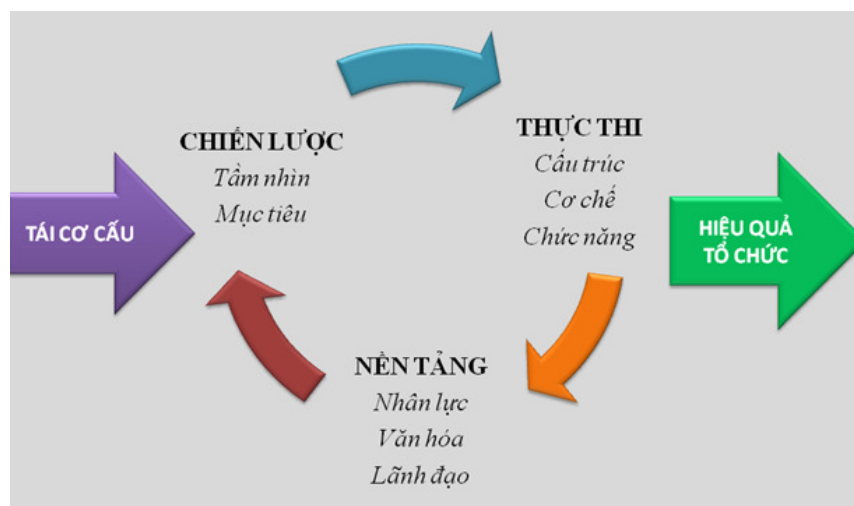 TÁI CƠ CẤU
CHIẾN LƯỢC
Tầm nhìn
Mục tiêu
THỰC THI
Cấu trúc
Cơ chế
Chức năng
NỀN TẢNG
Nhân lực
Văn hóa
Lãnh đạo
HIỆU QUẢ
TỔ CHỨC